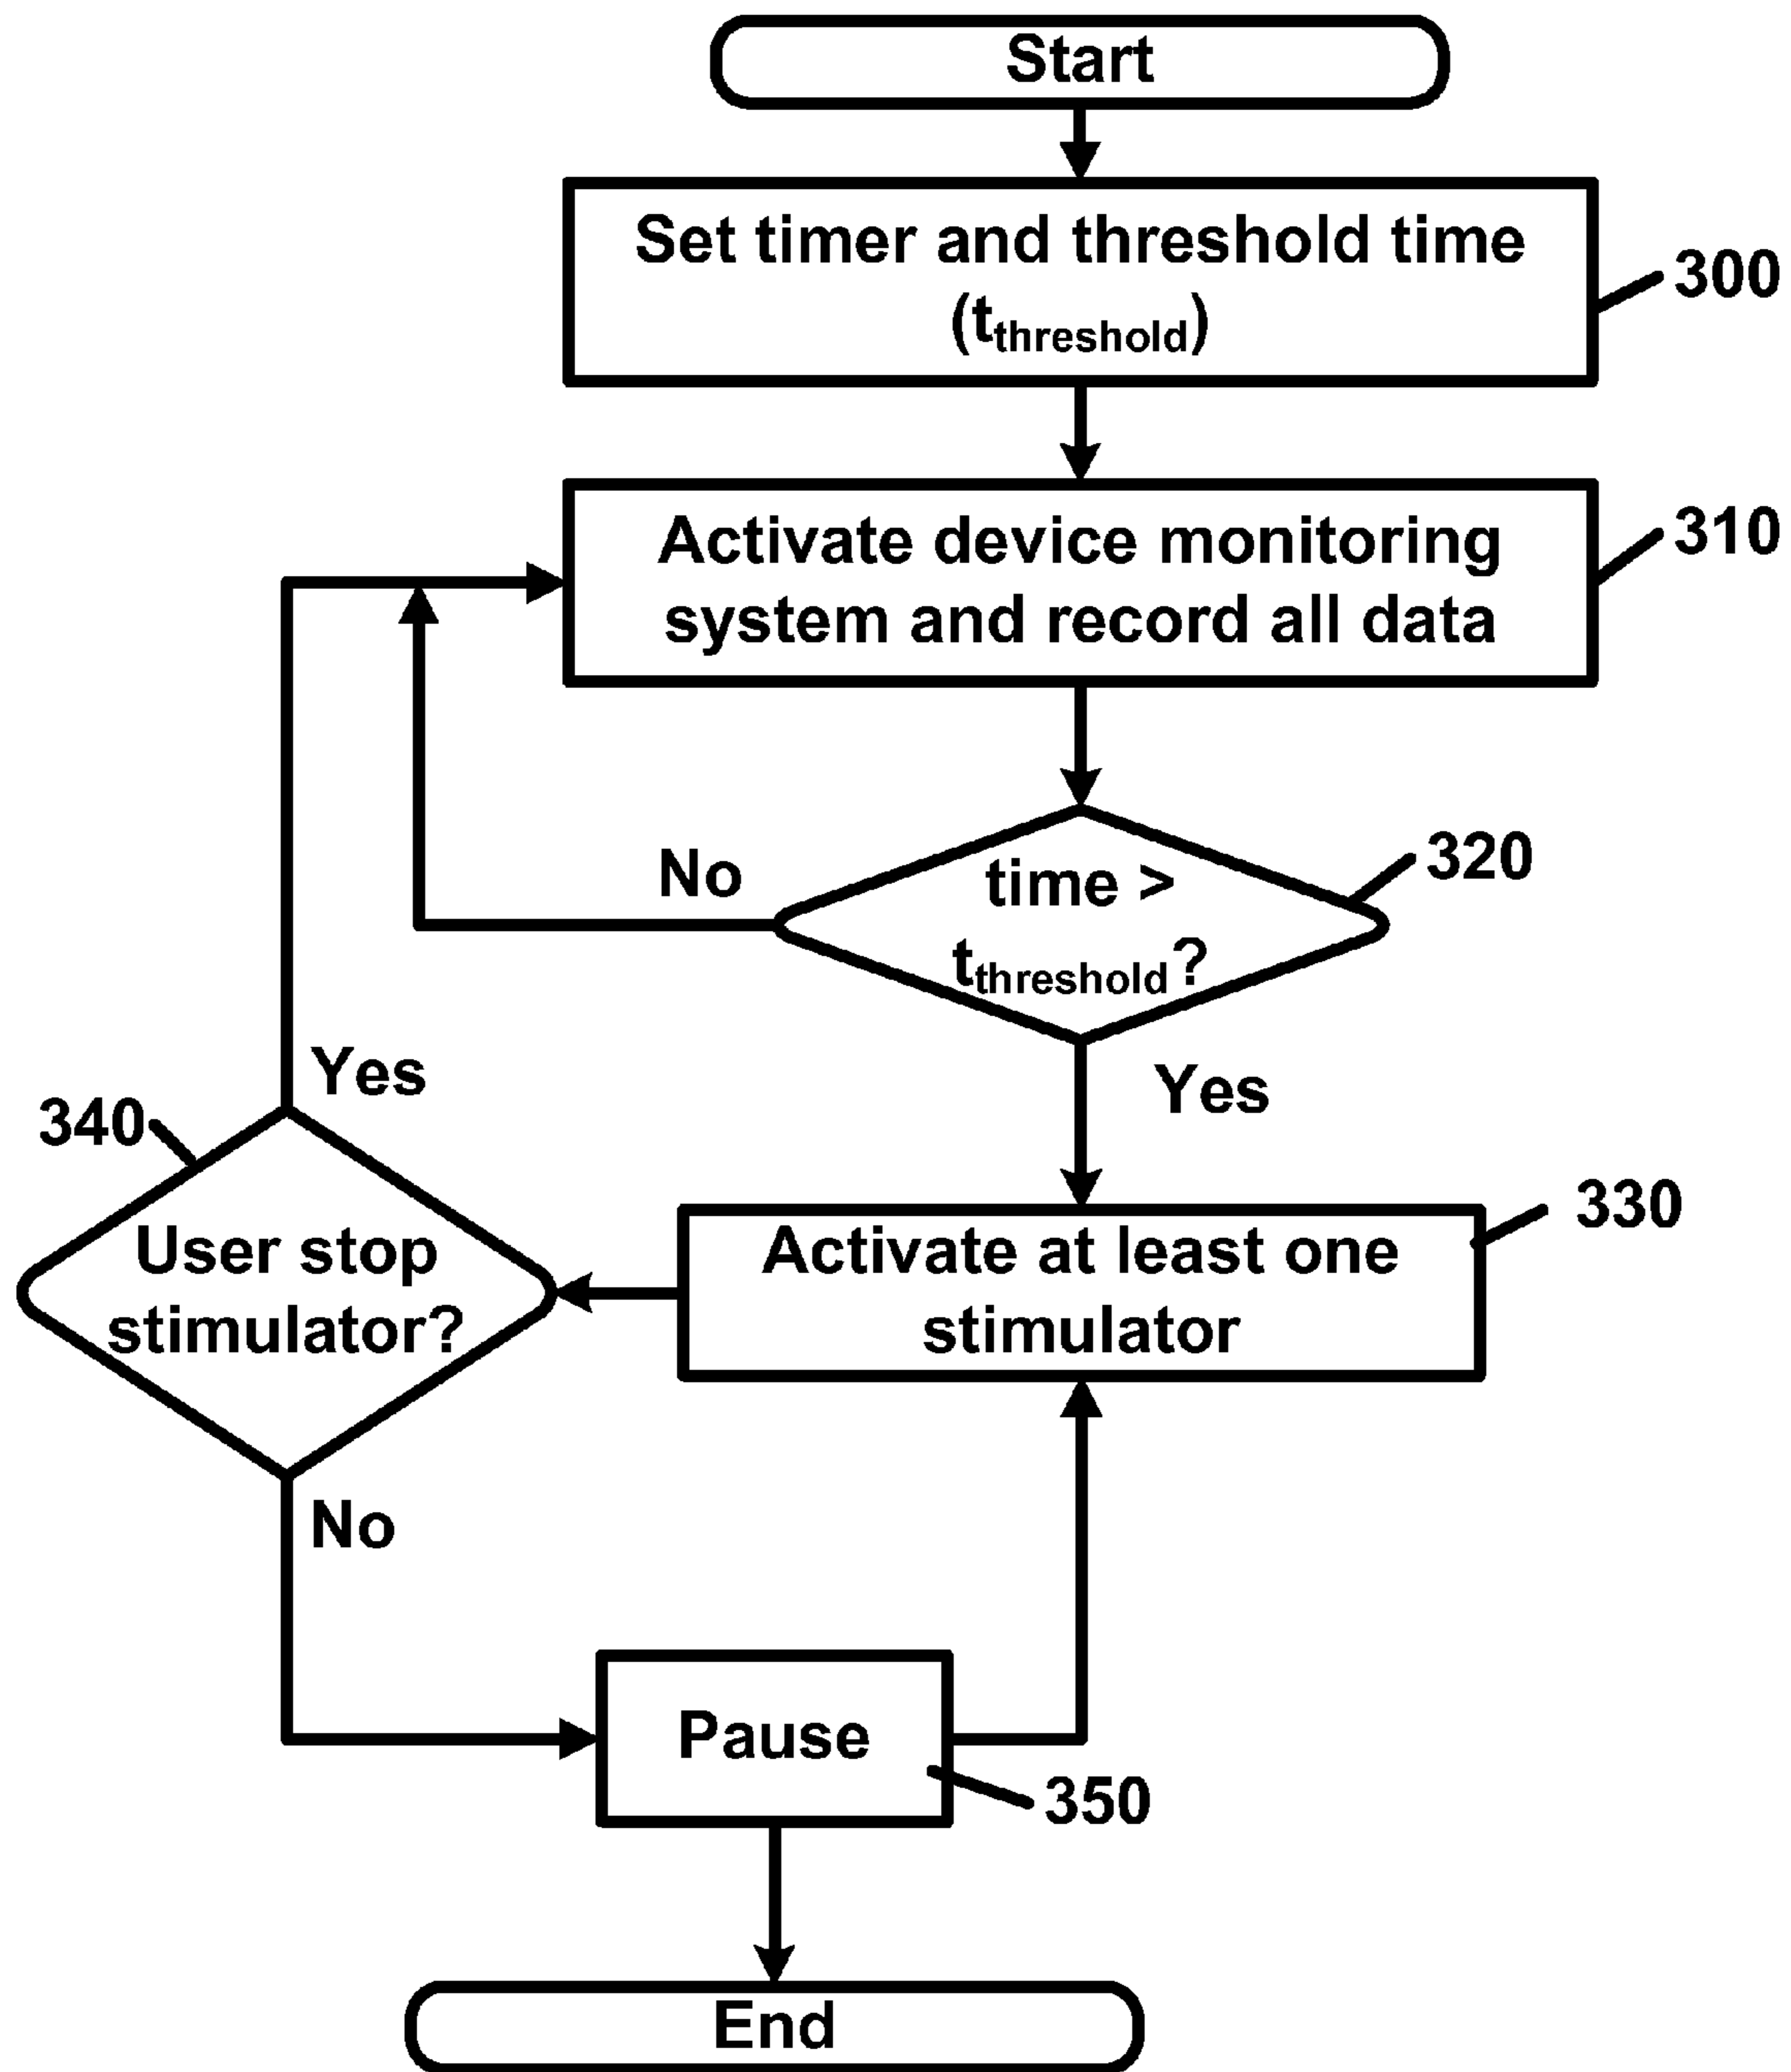 Start
Set timer and threshold time
(tthreshold)
300
Activate device monitoring
system and record all data
310
No
time >
tthreshold?
320
Yes
Yes
340
User stop
stimulator?
Activate at least one
stimulator
330
No
Pause
350
End